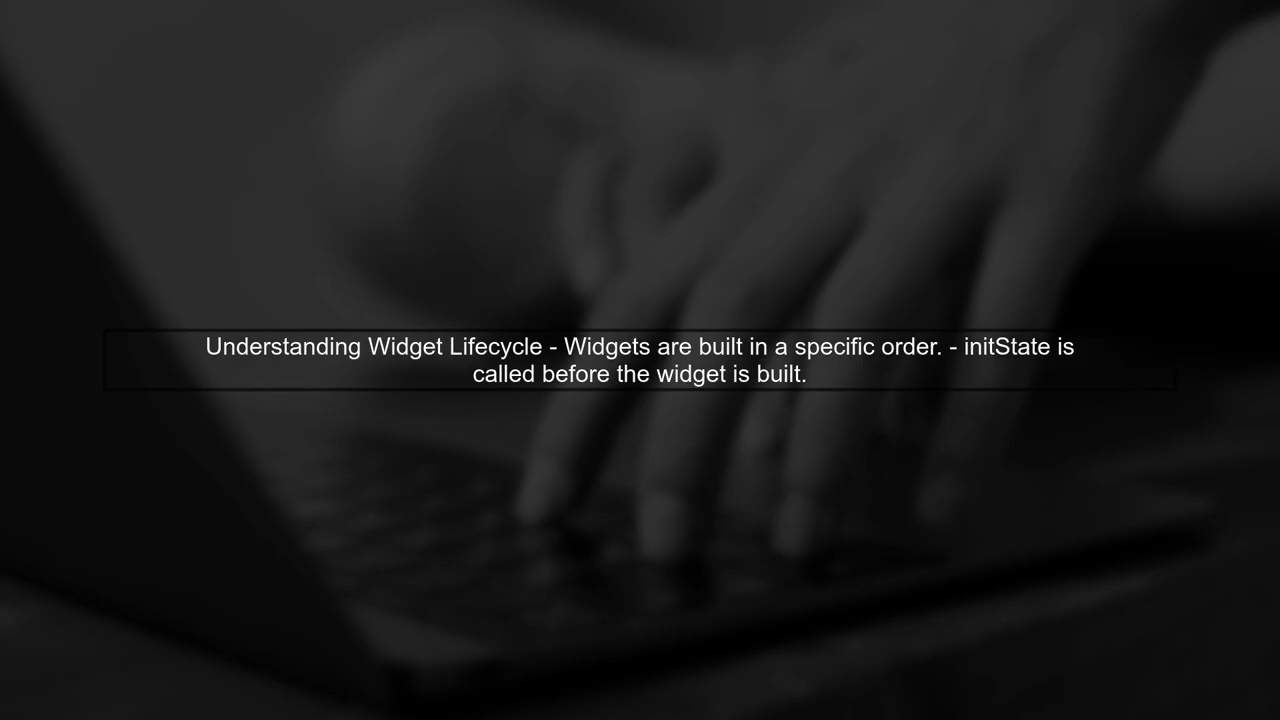 Understanding Widget Lifecycle - Widgets are built in a specific order. - initState is
called before the widget is built.